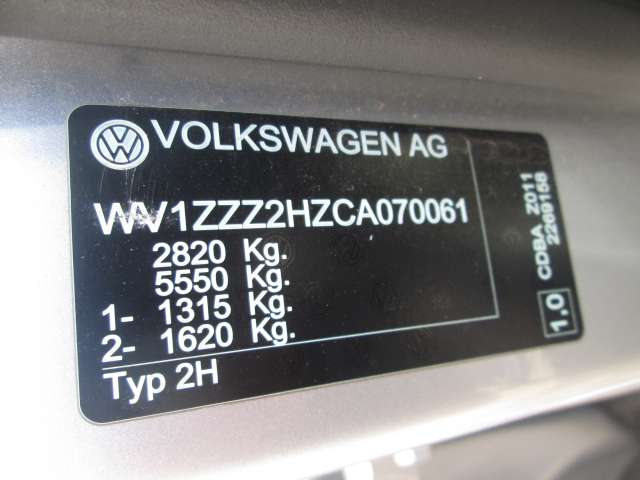 VOLKSWAGEN AG
WV1ZZZ2HZCA070061
2820 Kg.
5550 Kg.
1- 1315 Kg.
2- 1620 Kg.
Typ 2H
1.0
CDBA Z011
2269158